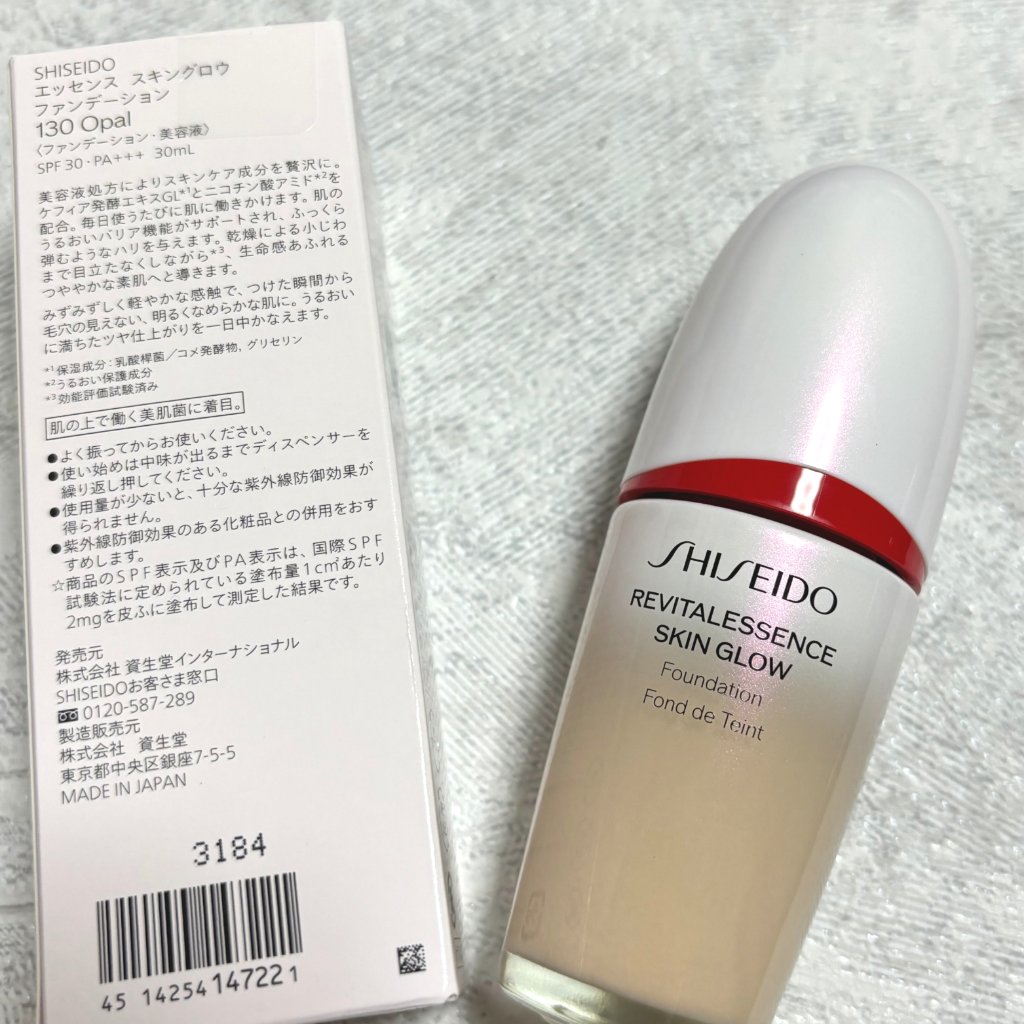 SHISEIDO
エッセンス スキングロウ
ファンデーション
130 Opal
〈ファンデーション・美容液〉
SPF 30・PA+++ 30mL
美容液処方によりスキンケア成分を贅沢に。
ケフィア発酵エキスGL*1とニコチン酸アミド*2を
配合。毎日使うたびに肌に働きかけます。肌の
うるおいバリア機能がサポートされ、ふっくら
弾むようなハリを与えます。乾燥による小じわ
まで目立たなくしながら*3、生命感あふれる
つややかな素肌へと導きます。
みずみずしく軽やかな感触で、つけた瞬間から
毛穴の見えない、明るくなめらかな肌に。うるおい
に満ちたツヤ仕上がりを一日中かなえます。
*1保湿成分:乳酸桿菌/コメ発酵物, グリセリン
*2うるおい保護成分
*3効能評価試験済み
肌の上で働く美肌菌に着目。
●よく振ってからお使いください。
●使い始めは中味が出るまでディスペンサーを
繰り返し押してください。
●使用量が少ないと、十分な紫外線防御効果が
得られません。
●紫外線防御効果のある化粧品との併用をおす
すめします。
☆商品のSPF表示及びPA表示は、国際SPF
試験法に定められている塗布量1c㎡あたり
2mgを皮ふに塗布して測定した結果です。
発売元
株式会社 資生堂インターナショナル
SHISEIDOお客さま窓口
0120-587-289
製造販売元
株式会社 資生堂
東京都中央区銀座7-5-5
MADE IN JAPAN
3184
45 14254 147221
SHISEIDO
REVITALESSENCE
SKIN GLOW
Foundation
Fond de Teint